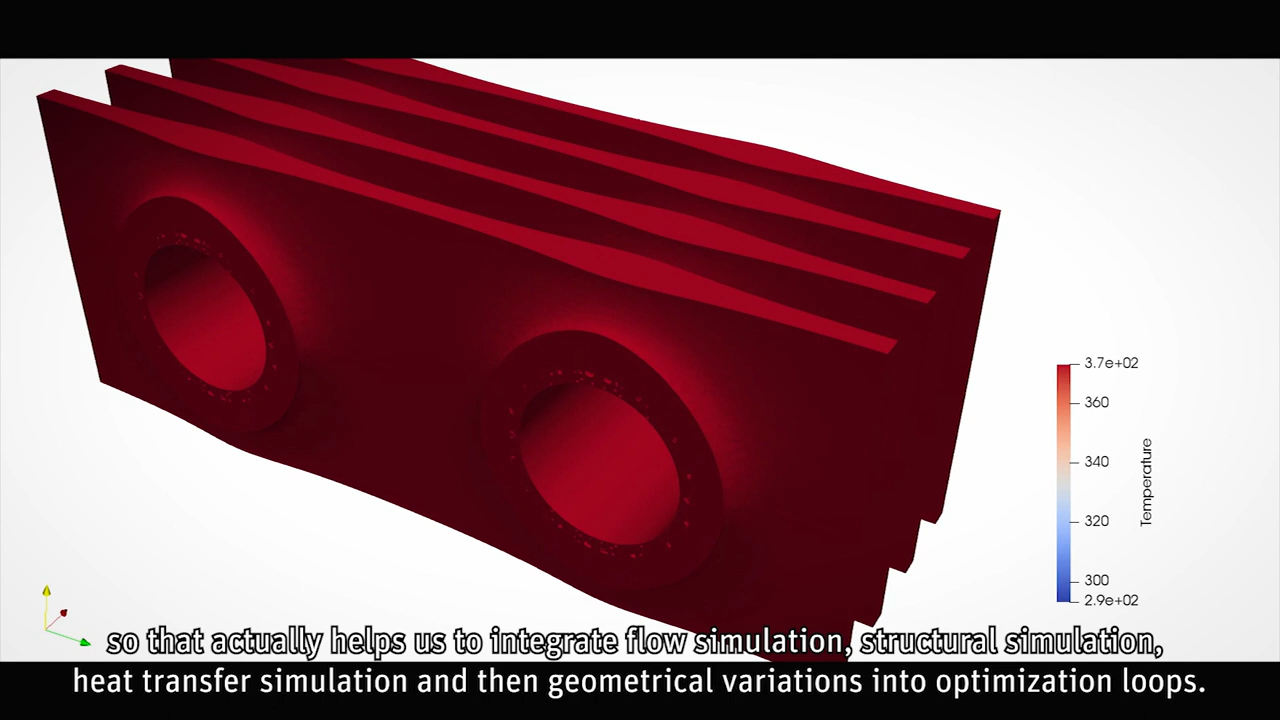 3.7e+02
360
340
320
300
2.9e+02
Temperature
so that actually helps us to integrate flow simulation, structural simulation,
heat transfer simulation and then geometrical variations into optimization loops.